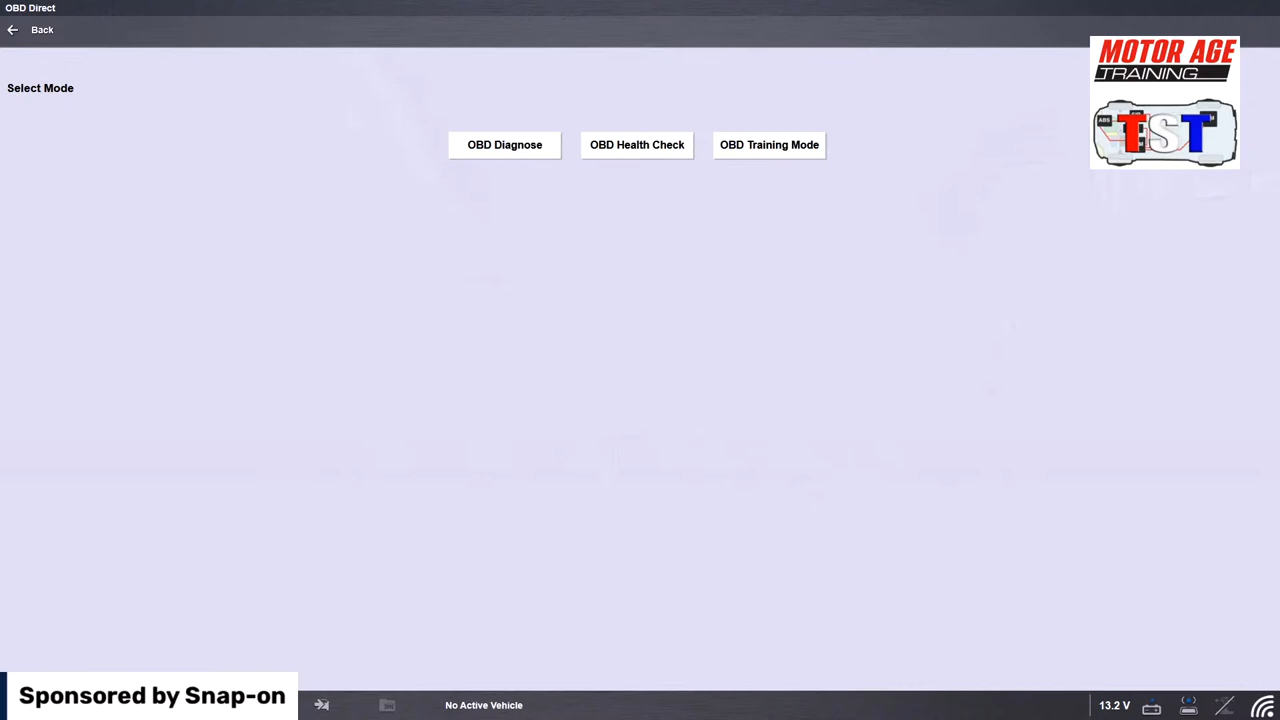 OBD Direct
Back
MOTOR AGE
TRAINING
Select Mode
ABS
TST
OBD Diagnose
OBD Health Check
OBD Training Mode
Sponsored by Snap-on
No Active Vehicle
13.2 V